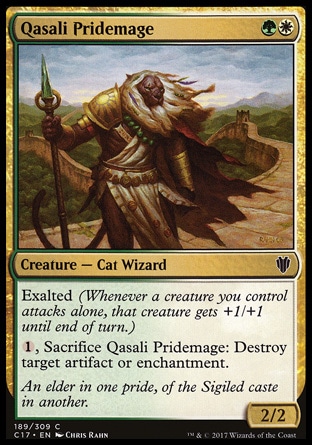 Qasali Pridemage
Creature — Cat Wizard
Exalted (Whenever a creature you control
attacks alone, that creature gets +1/+1
until end of turn.)
1, Sacrifice Qasali Pridemage: Destroy
target artifact or enchantment.
An elder in one pride, of the Sigiled caste
in another.
2/2
189/309 C
C17 • EN Chris Rahn
™ & © 2017 Wizards of the Coast